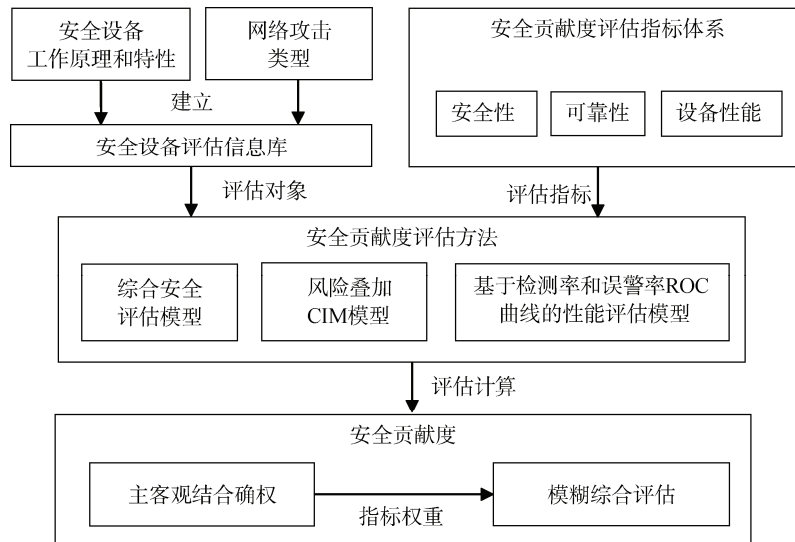 安全设备
工作原理和特性
网络攻击
类型
建立
安全设备评估信息库
安全贡献度评估指标体系
安全性
可靠性
设备性能
评估对象
评估指标
安全贡献度评估方法
综合安全
评估模型
风险叠加
CIM模型
基于检测率和误警率ROC
曲线的性能评估模型
评估计算
安全贡献度
主客观结合确权
指标权重
模糊综合评估